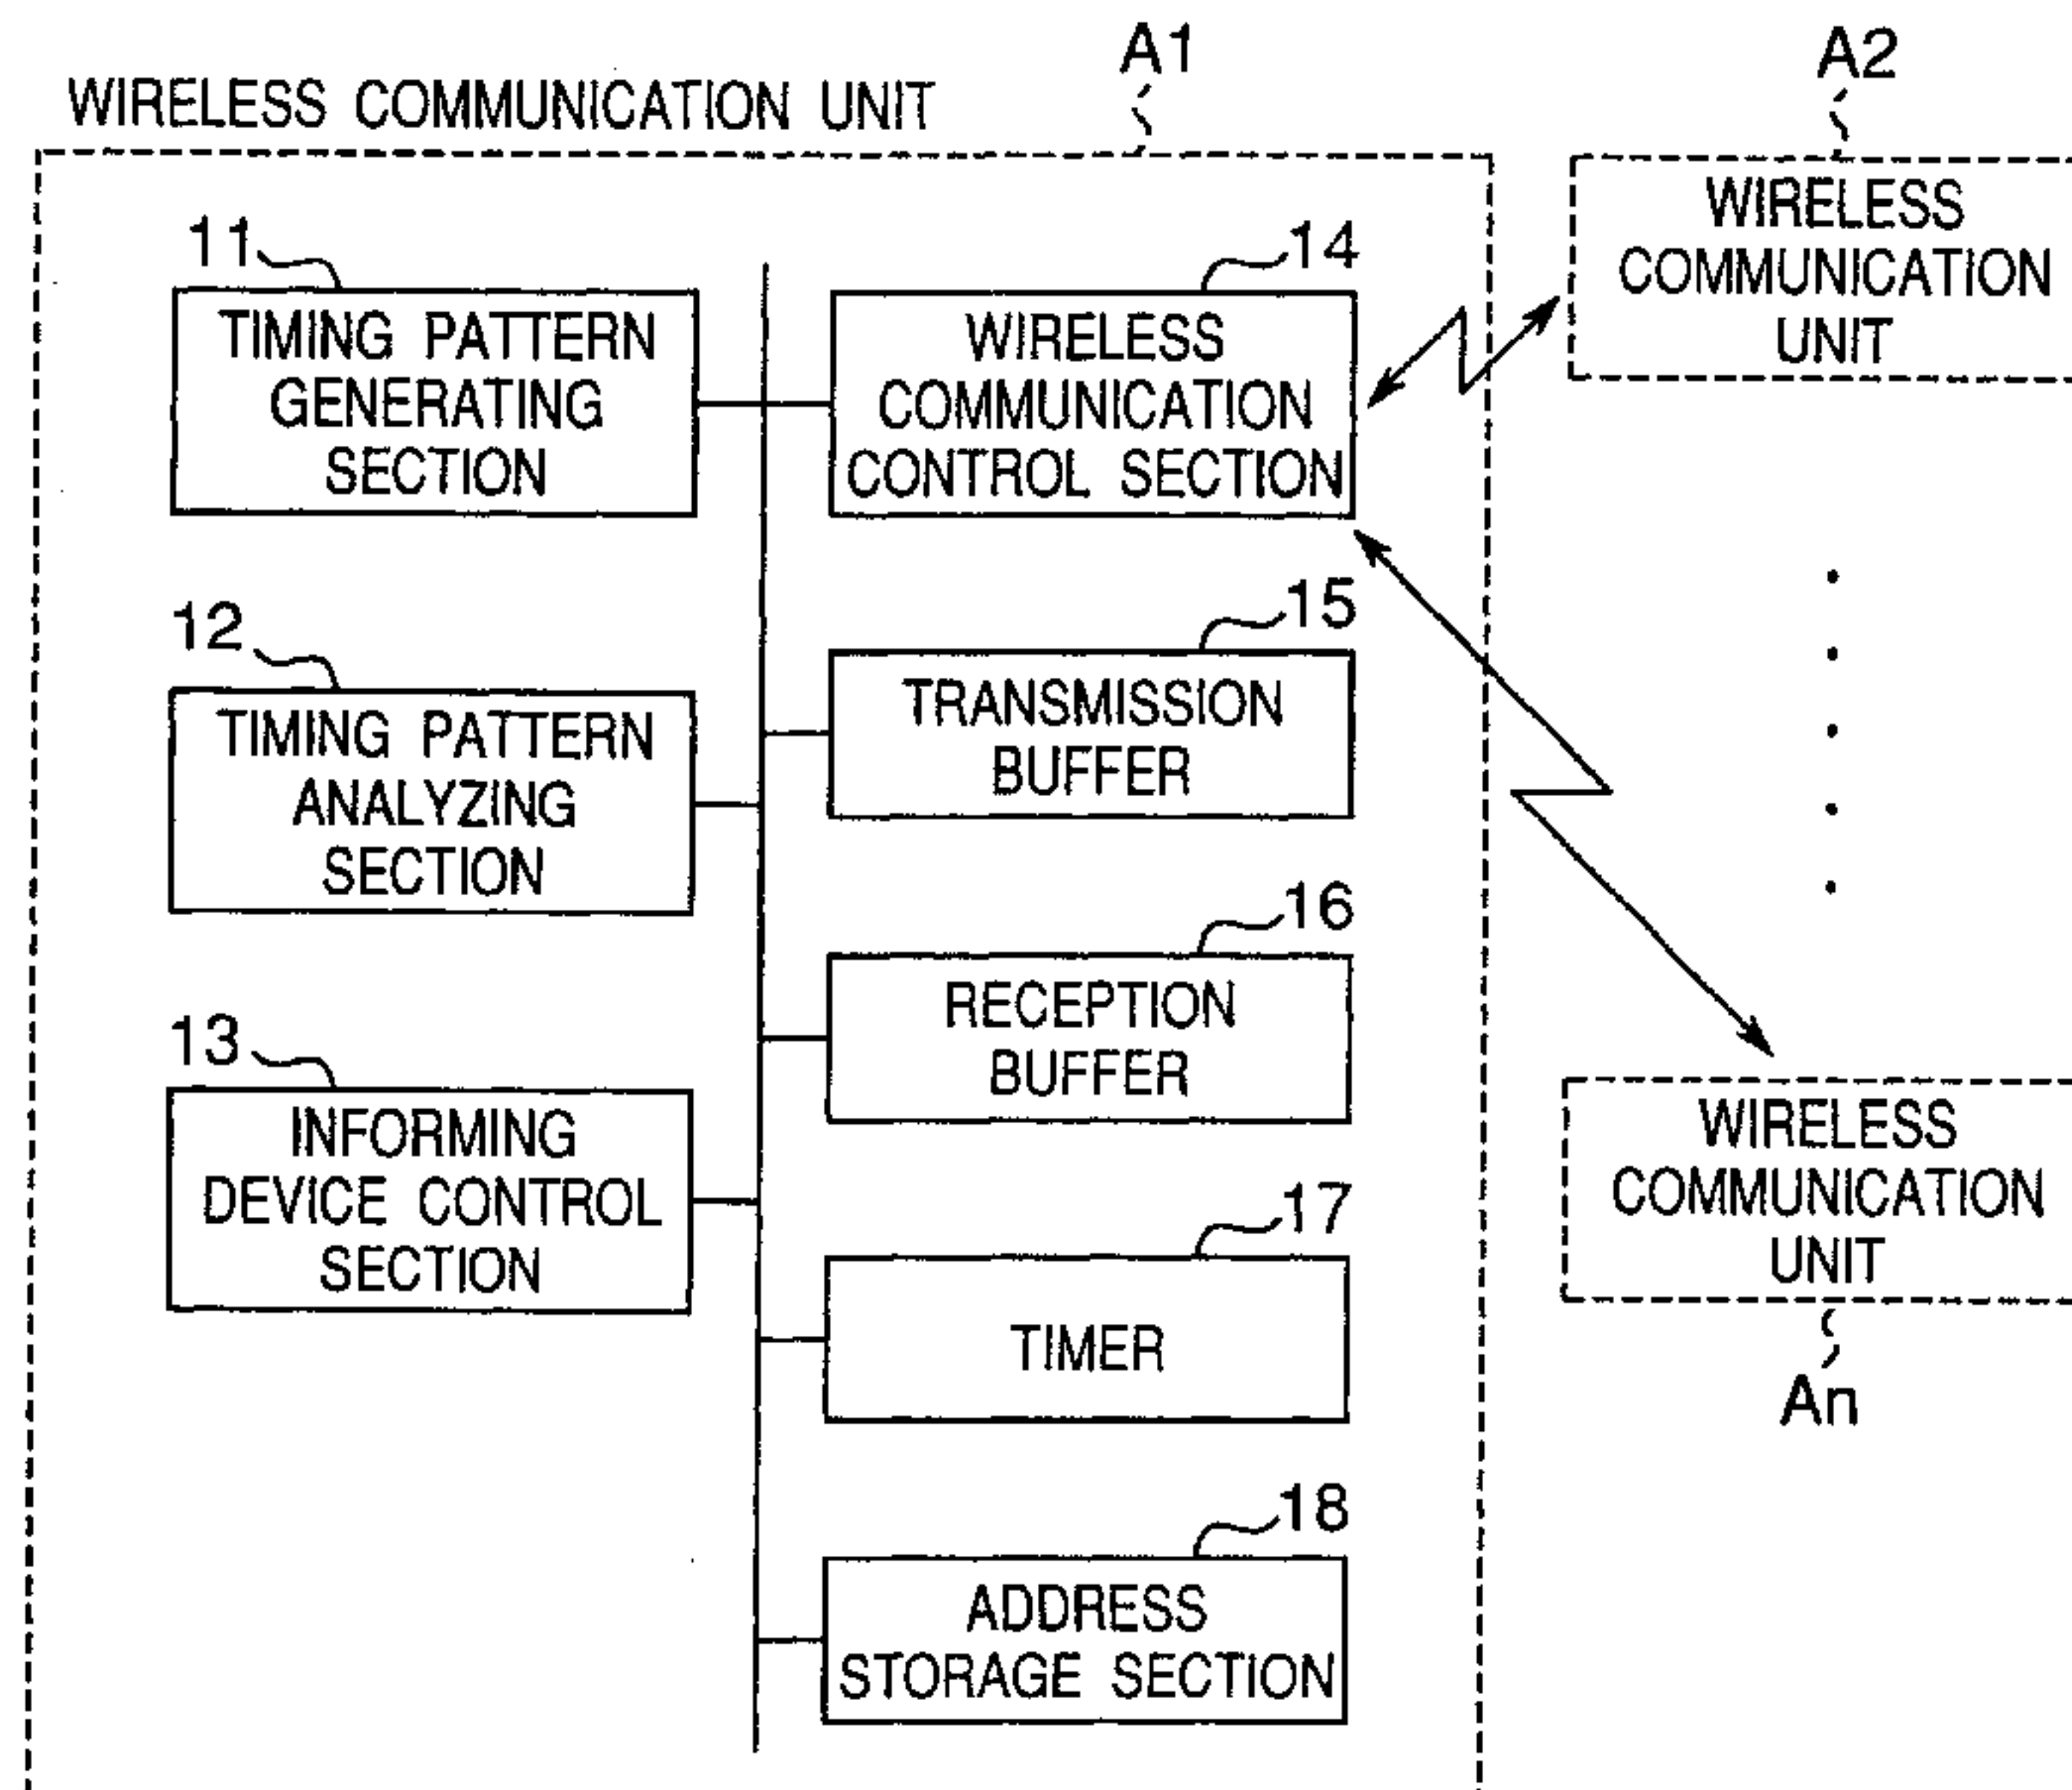 A1
A2
WIRELESS COMMUNICATION UNIT
WIRELESS
COMMUNICATION
UNIT
11
TIMING PATTERN
GENERATING
SECTION
14
WIRELESS
COMMUNICATION
CONTROL SECTION
12
TIMING PATTERN
ANALYZING
SECTION
15
TRANSMISSION
BUFFER
16
RECEPTION
BUFFER
13
INFORMING
DEVICE CONTROL
SECTION
WIRELESS
COMMUNICATION
UNIT
An
17
TIMER
18
ADDRESS
STORAGE SECTION